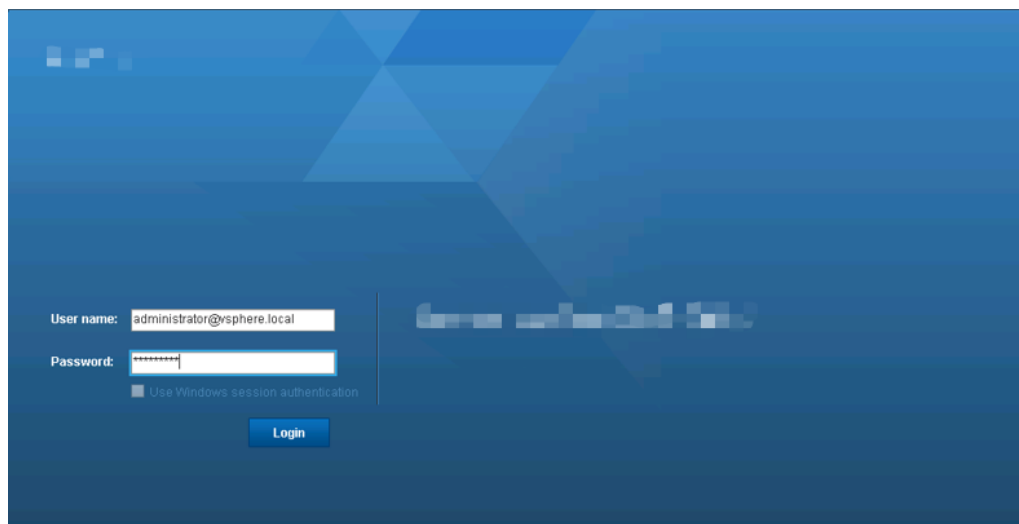 User name: administrator@vsphere.local
Password: *********
Use Windows session authentication
Login